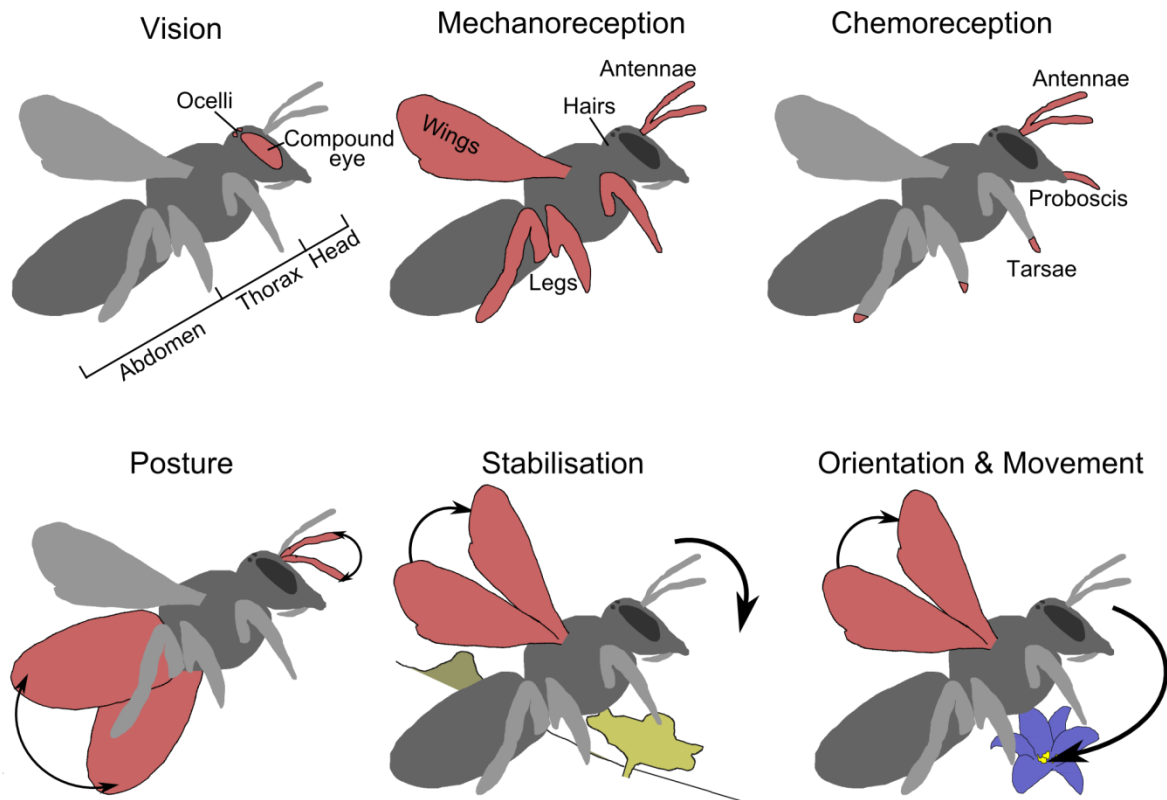 Vision
Mechanoreception
Chemoreception
Ocelli
Compound
eye
Head
Thorax
Abdomen
Antennae
Hairs
Wings
Legs
Antennae
Proboscis
Tarsae
Posture
Stabilisation
Orientation & Movement